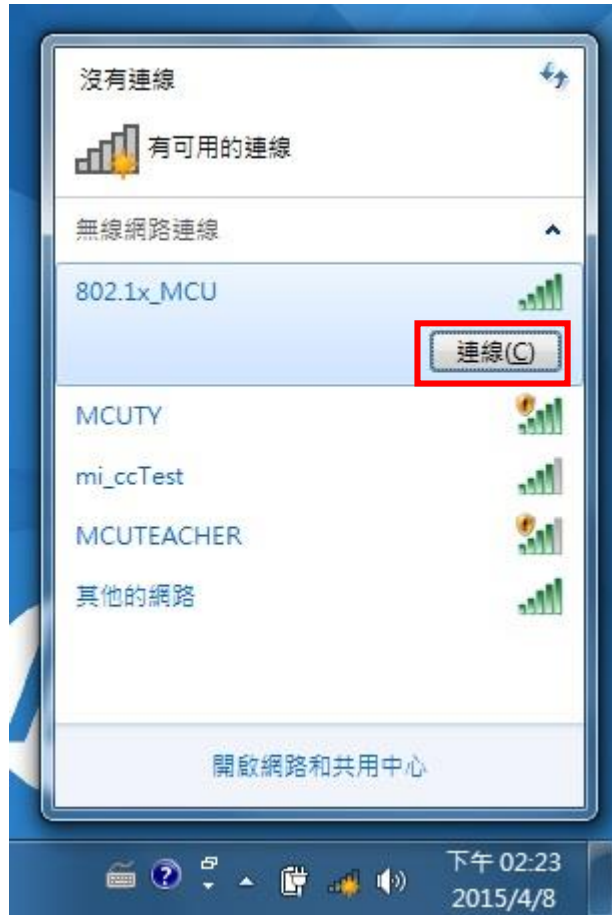 沒有連線
有可用的連線
無線網路連線
802.1x_MCU
連線(C)
MCUTY
mi_ccTest
MCUTEACHER
其他的網路
開啟網路和共用中心
下午 02:23
2015/4/8